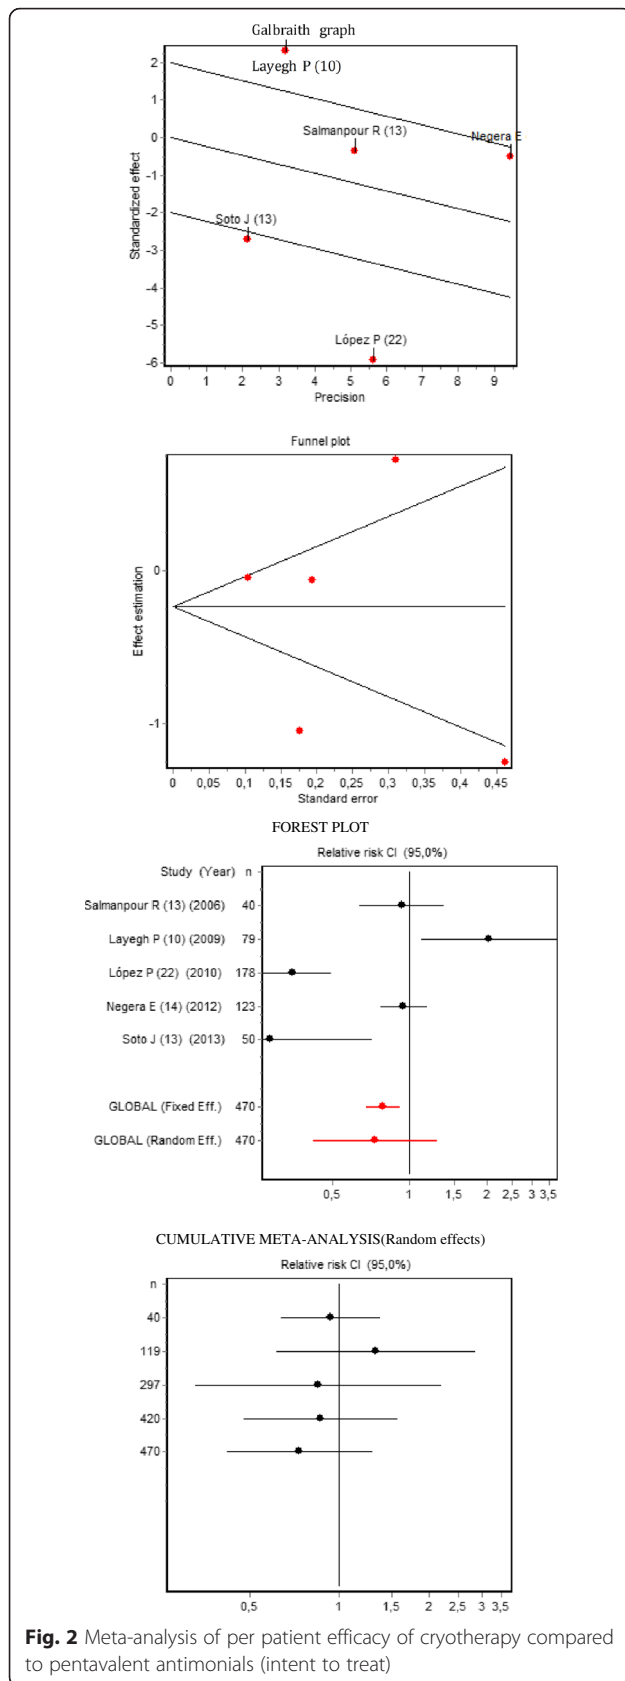 Galbraith graph
Layegh P (10)
Salmanpour R (13)
Negera E
Soto J (13)
López P (22)
Standardized effect
2
1
0
-1
-2
-3
-4
-5
-6
0 1 2 3 4 5 6 7 8 9
Precision
Funnel plot
Effect estimation
0
-1
0 0,05 0,1 0,15 0,2 0,25 0,3 0,35 0,4 0,45
Standard error
FOREST PLOT
Relative risk CI (95,0%)
Study (Year) n
Salmanpour R (13) (2006) 40
Layegh P (10) (2009) 79
López P (22) (2010) 178
Negera E (14) (2012) 123
Soto J (13) (2013) 50
GLOBAL (Fixed Eff.) 470
GLOBAL (Random Eff.) 470
0,5 1 1,5 2 2,5 3 3,5
CUMULATIVE META-ANALYSIS(Random effects)
Relative risk CI (95,0%)
n
40
119
297
420
470
0,5 1 1,5 2 2,5 3 3,5
Fig. 2 Meta-analysis of per patient efficacy of cryotherapy compared
to pentavalent antimonials (intent to treat)